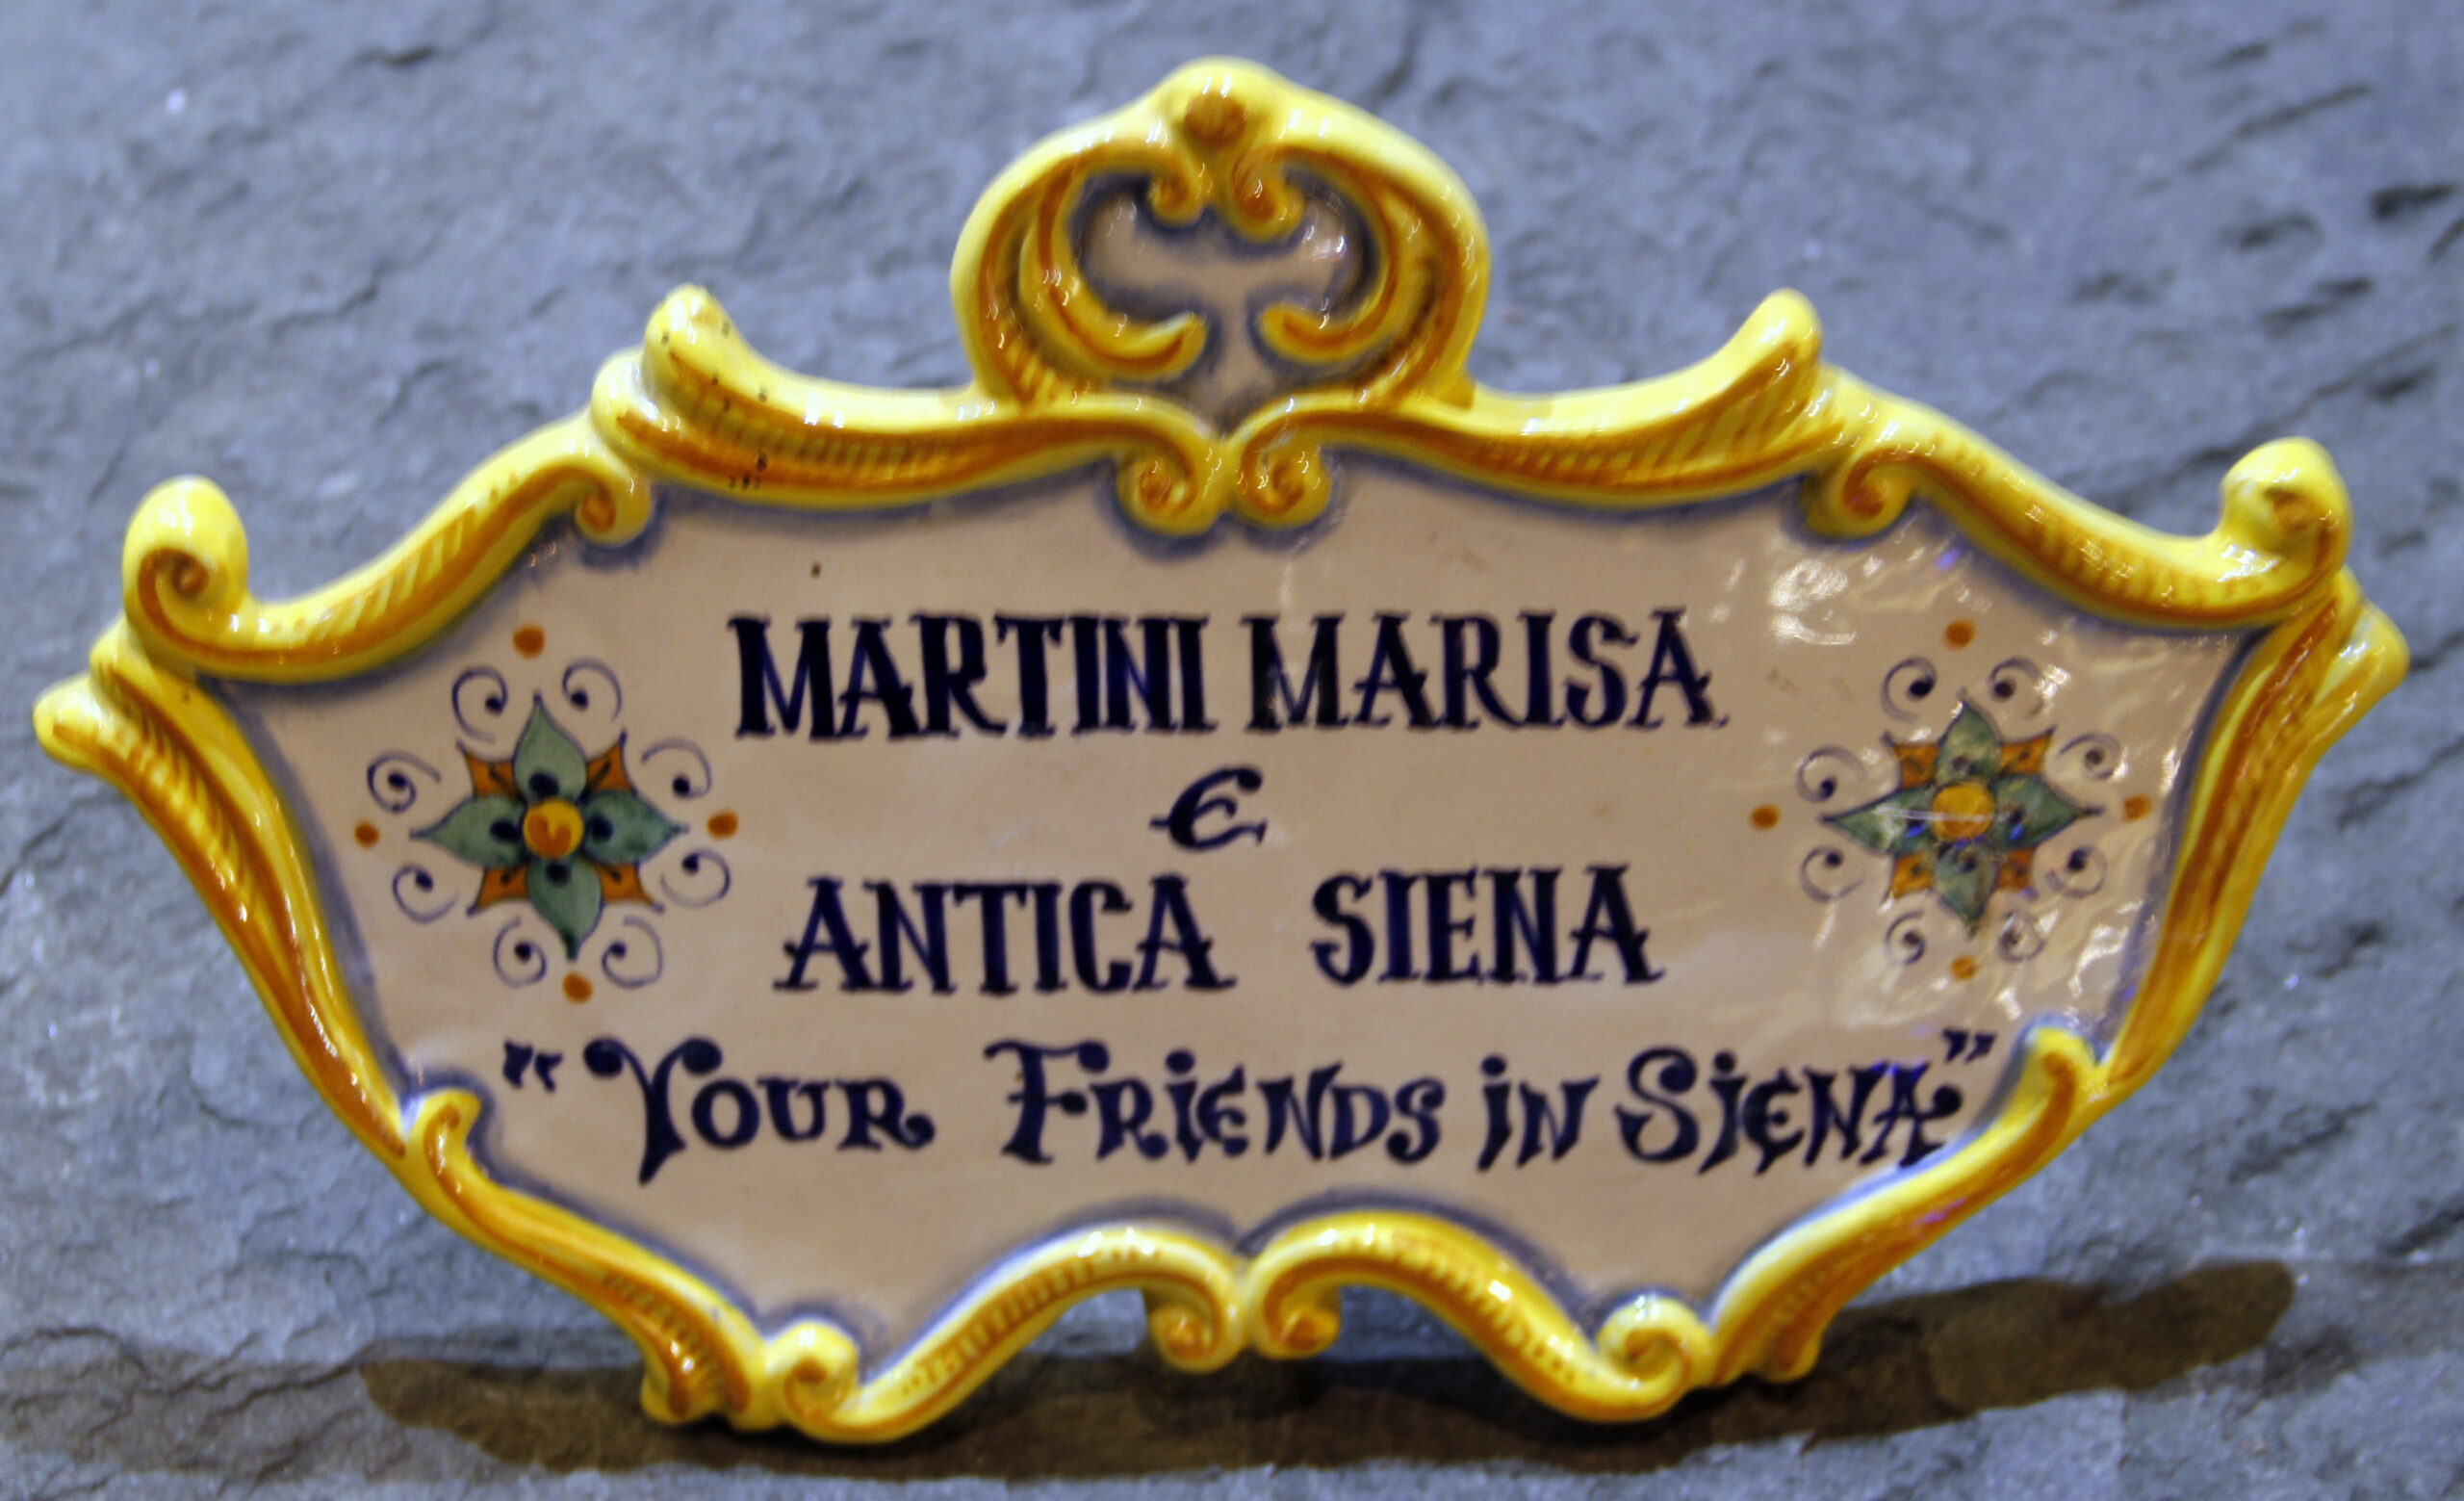 MARTINI MARISA
E
ANTICA SIENA
"YOUR FRIENDS IN SIENA"